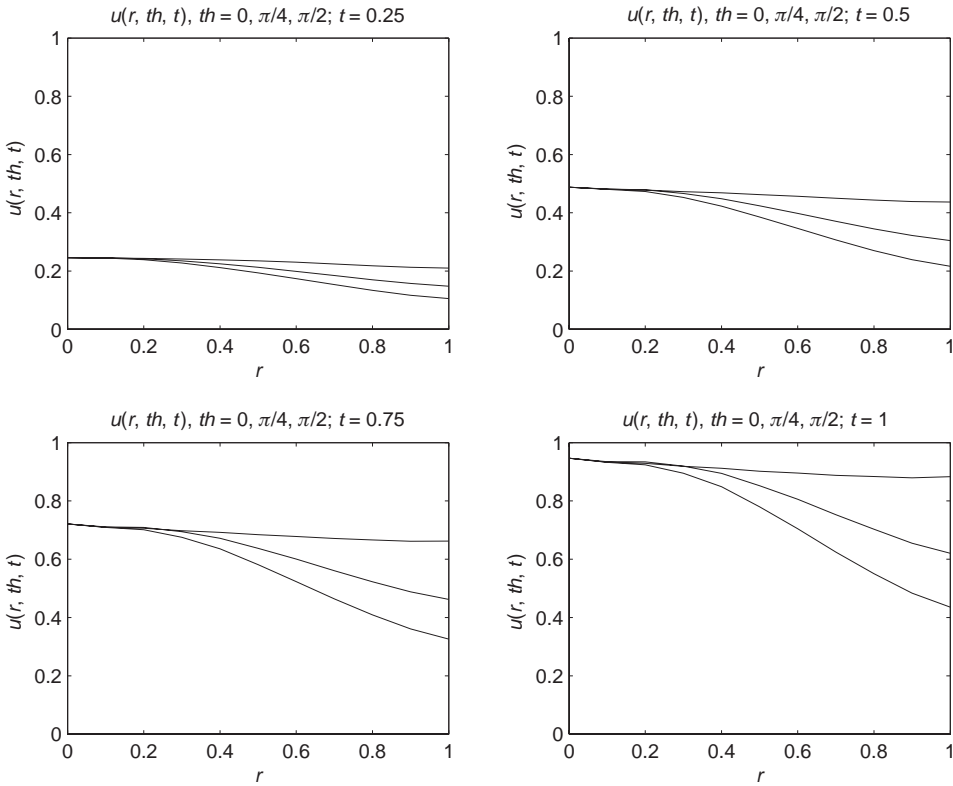 u(r, th, t), th = 0, π/4, π/2; t = 0.25
1
0.8
0.6
0.4
0.2
0
u(r, th, t)
0 0.2 0.4 0.6 0.8 1
r
u(r, th, t), th = 0, π/4, π/2; t = 0.5
1
0.8
0.6
0.4
0.2
0
u(r, th, t)
0 0.2 0.4 0.6 0.8 1
r
u(r, th, t), th = 0, π/4, π/2; t = 0.75
1
0.8
0.6
0.4
0.2
0
u(r, th, t)
0 0.2 0.4 0.6 0.8 1
r
u(r, th, t), th = 0, π/4, π/2; t = 1
1
0.8
0.6
0.4
0.2
0
u(r, th, t)
0 0.2 0.4 0.6 0.8 1
r